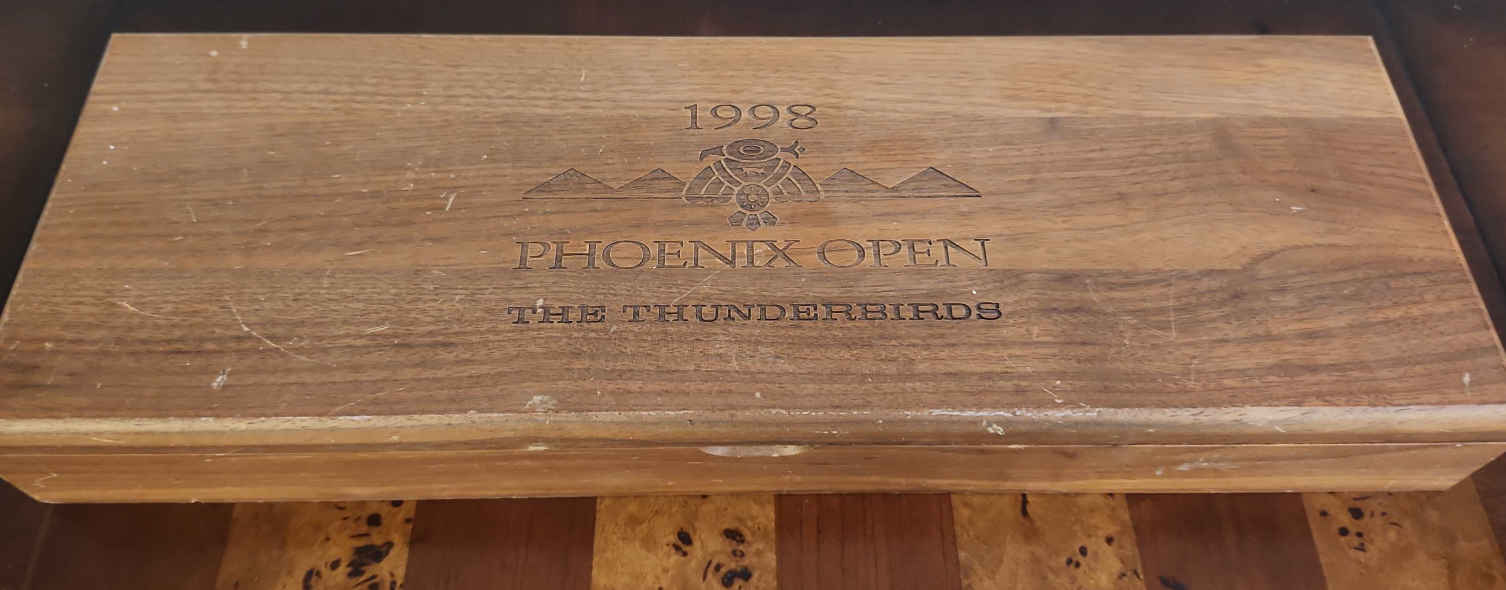 1998
PHOENIX OPEN
THE THUNDERBIRDS